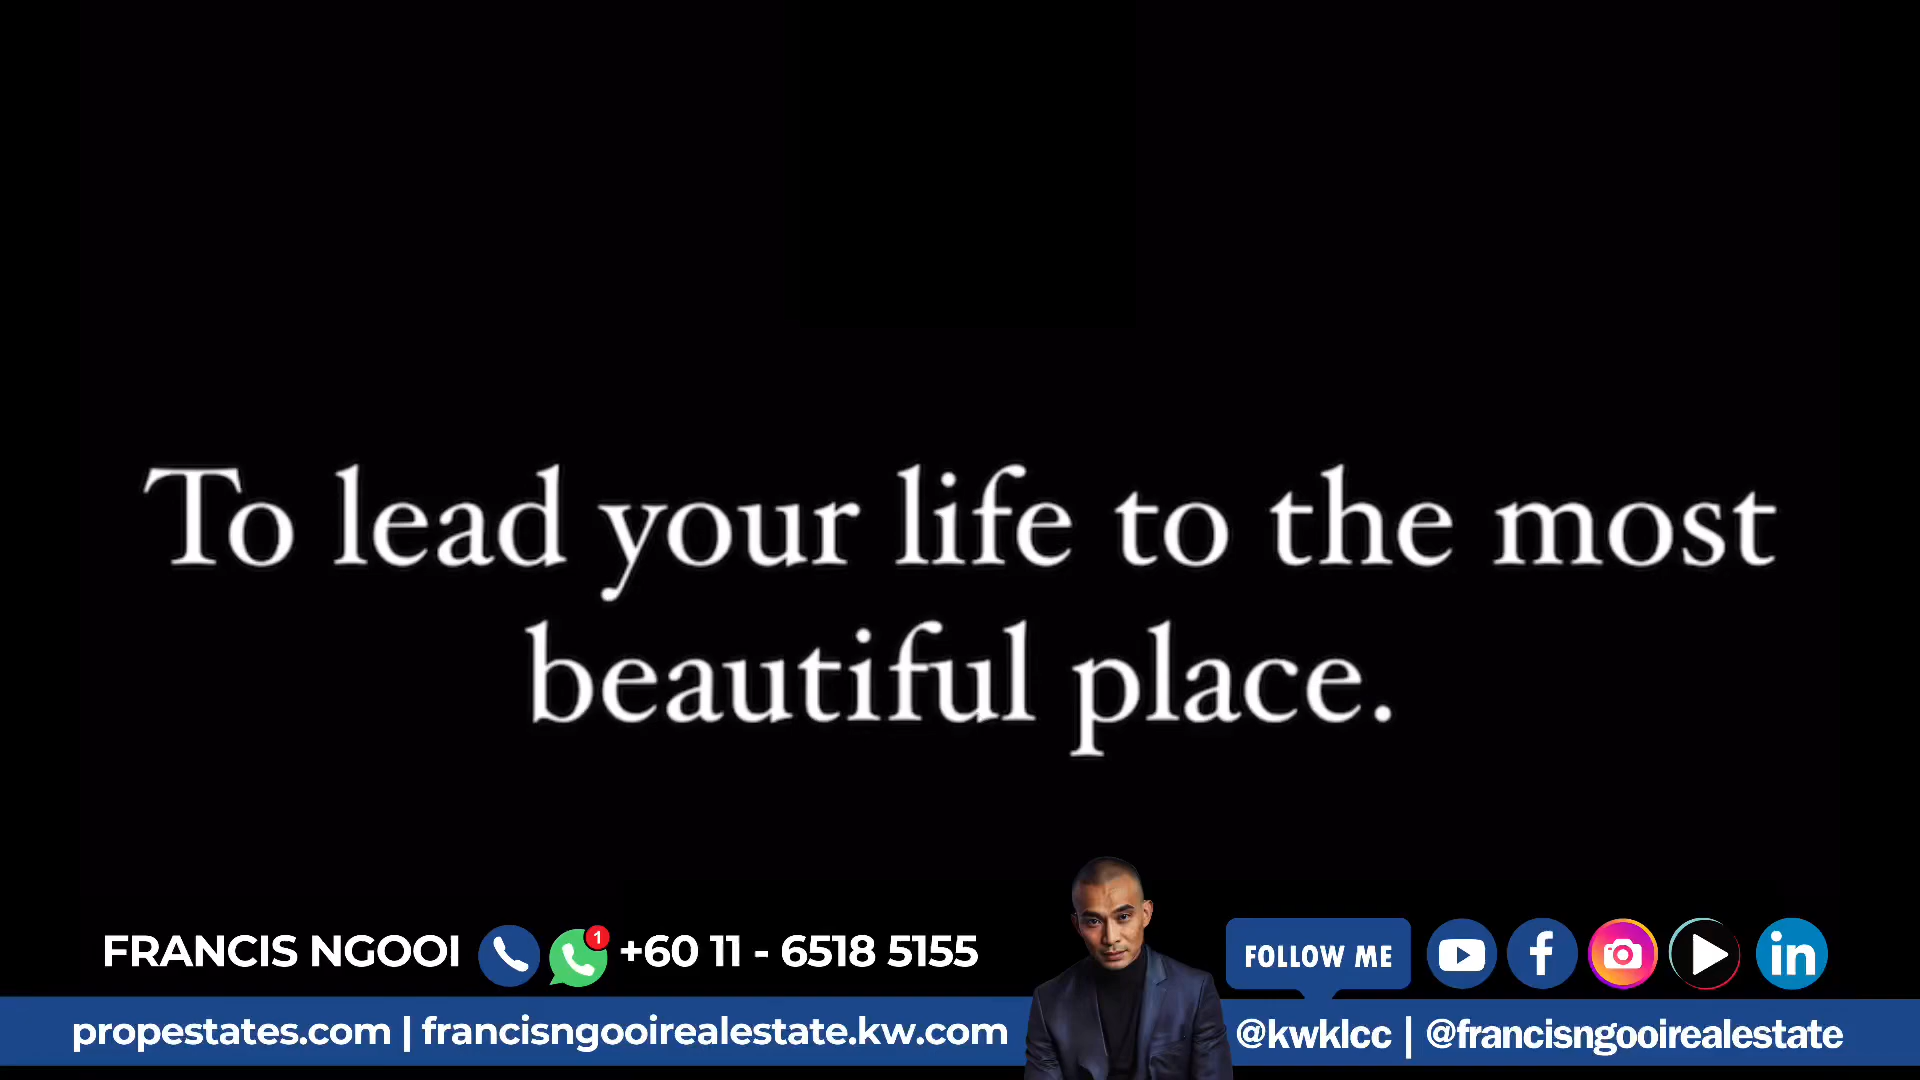 To lead your life to the most
beautiful place.
FRANCIS NGOOI 1 +60 11 - 6518 5155
FOLLOW ME
propestates.com | francisngooirealestate.kw.com
@kwklcc | @francisngooirealestate